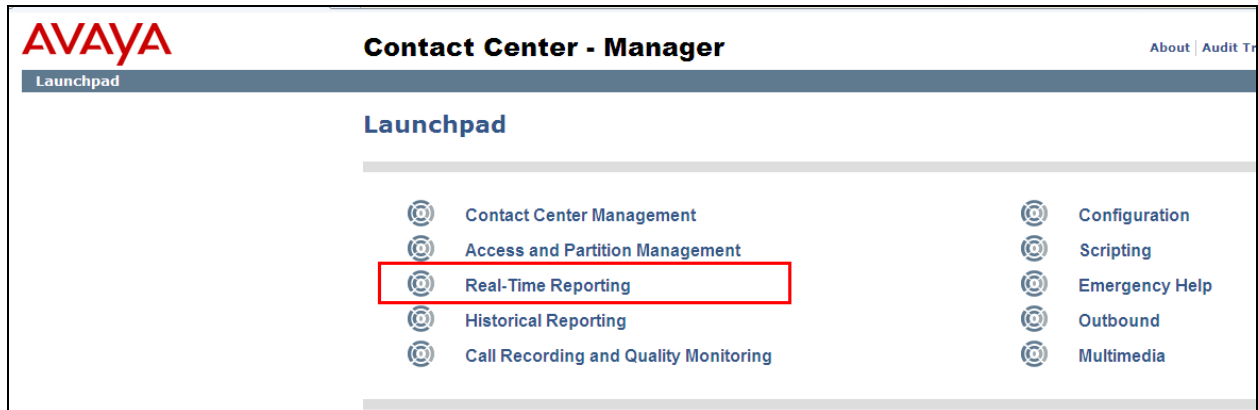 AVAYA
Contact Center - Manager
About | Audit
Launchpad
Launchpad
Contact Center Management
Configuration
Access and Partition Management
Scripting
Real-Time Reporting
Emergency Help
Historical Reporting
Outbound
Call Recording and Quality Monitoring
Multimedia